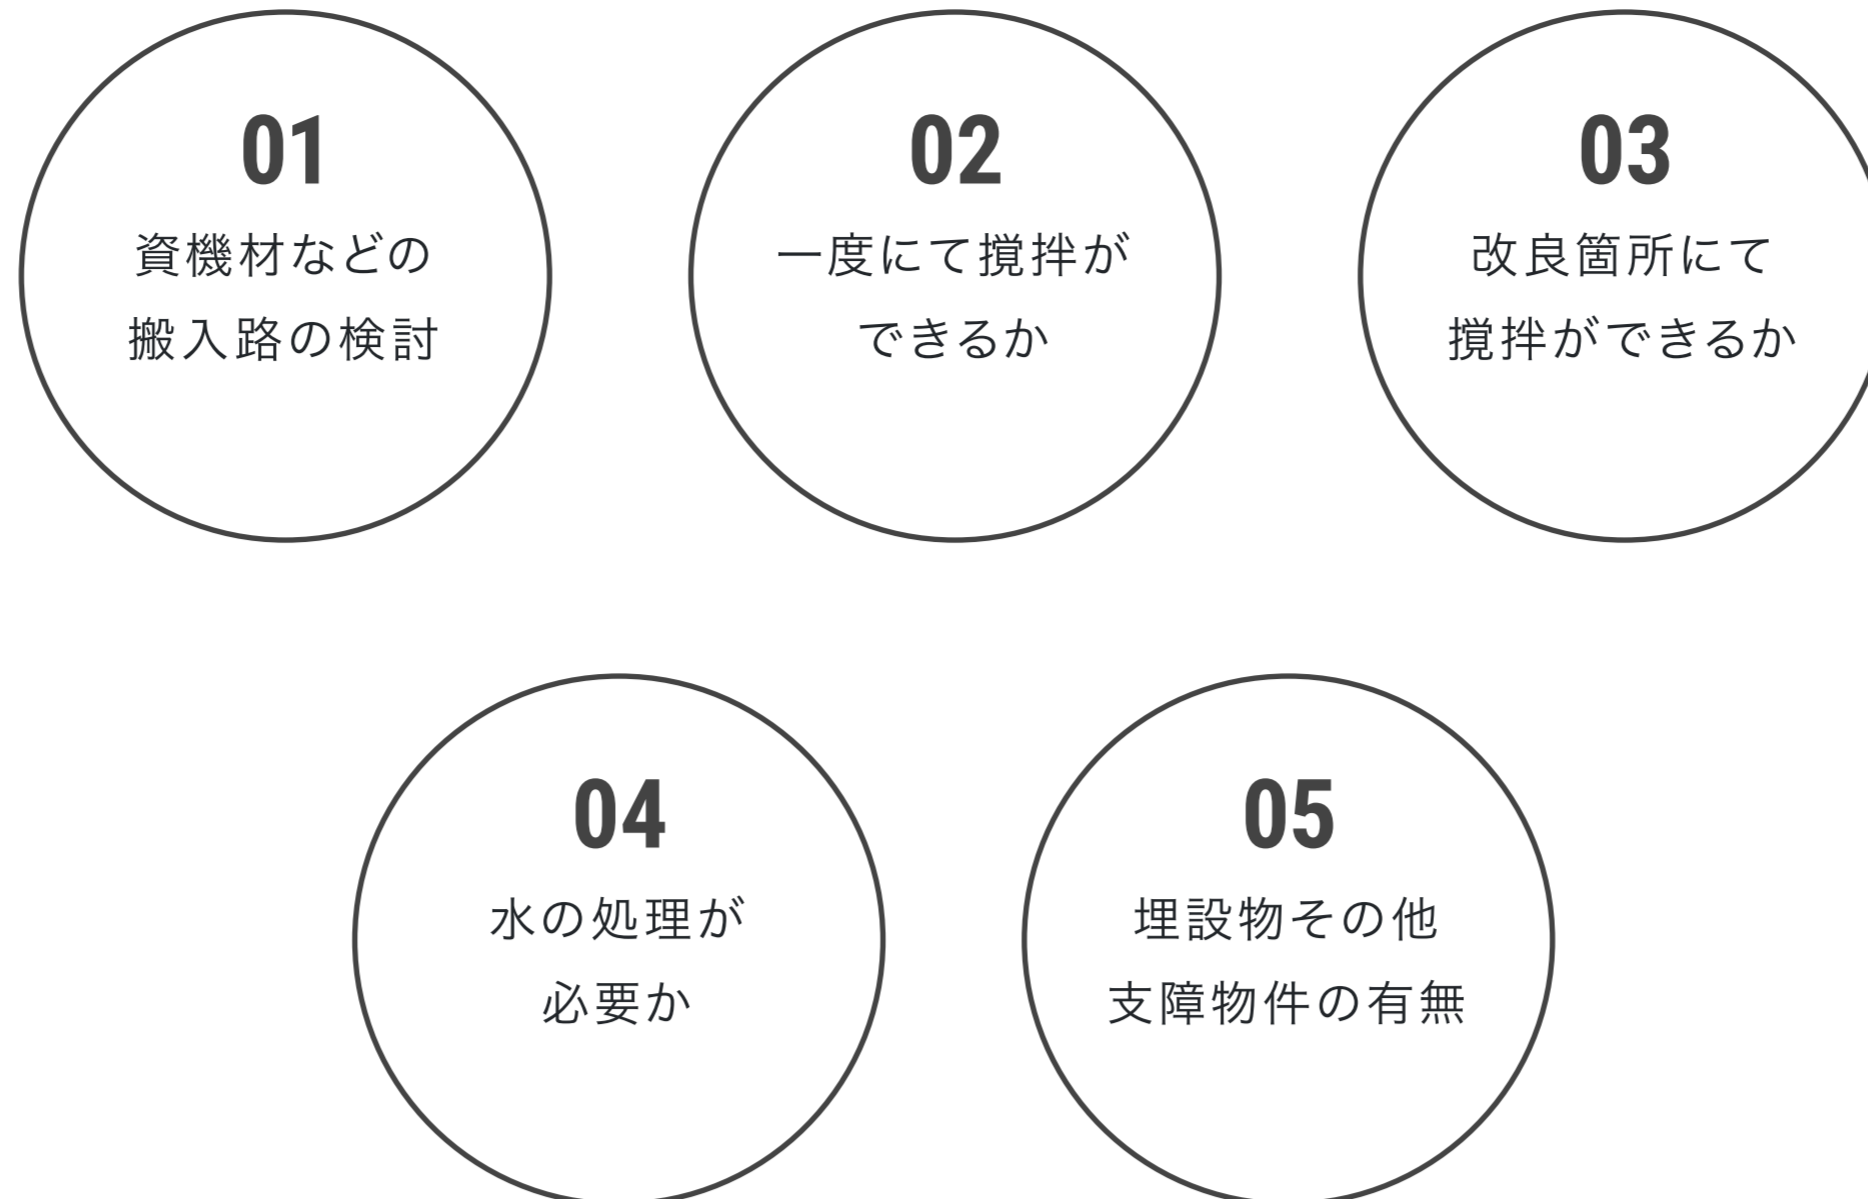 01
資機材などの
搬入路の検討
02
一度にて撹拌が
できるか
03
改良箇所にて
撹拌ができるか
04
水の処理が
必要か
05
埋設物その他
支障物件の有無